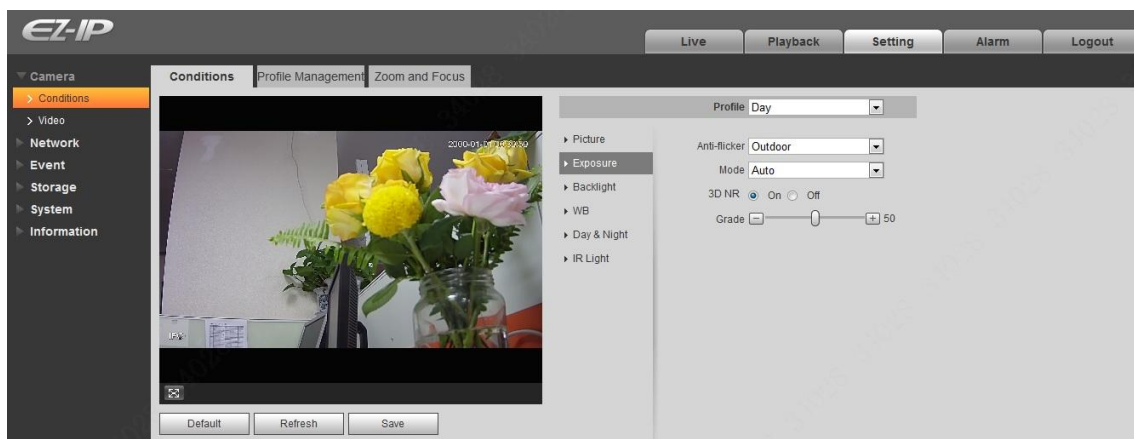 EZ-IP
Live Playback Setting Alarm Logout
Camera
Conditions
Video
Network
Event
Storage
System
Information
Conditions Profile Management Zoom and Focus
IPC
Default Refresh Save
Profile Day
Picture
Exposure
Backlight
WB
Day & Night
IR Light
Anti-flicker Outdoor
Mode Auto
3D NR On Off
Grade 50